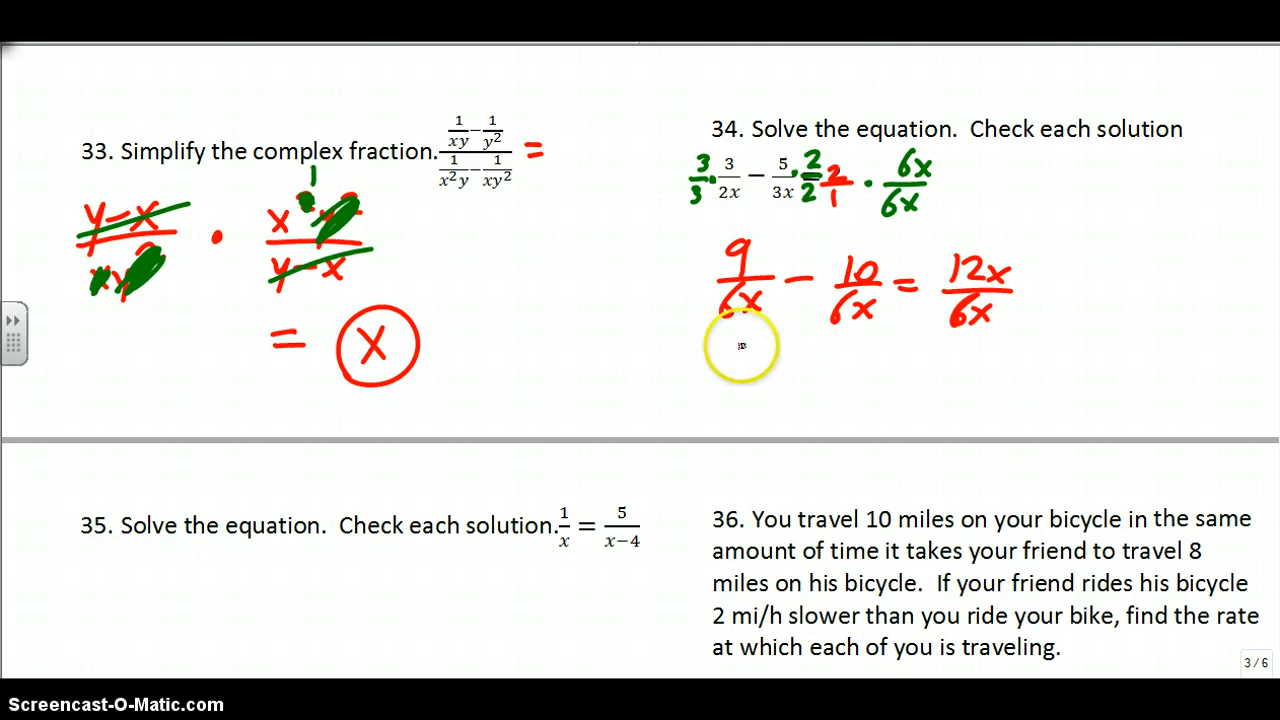 33. Simplify the complex fraction. (1/xy − 1/y²)/(1/x²y − 1/xy²) =
1
(y−x)/(xy²) · (x²y²)/(y−x)
= x
34. Solve the equation. Check each solution
3/3 · 3/2x − 5/3x · 2/2 = 2/1 · 6x/6x
9/6x − 10/6x = 12x/6x
35. Solve the equation. Check each solution. 1/x = 5/(x−4)
36. You travel 10 miles on your bicycle in the same
amount of time it takes your friend to travel 8
miles on his bicycle. If your friend rides his bicycle
2 mi/h slower than you ride your bike, find the rate
at which each of you is traveling.
3/6
Screencast-O-Matic.com